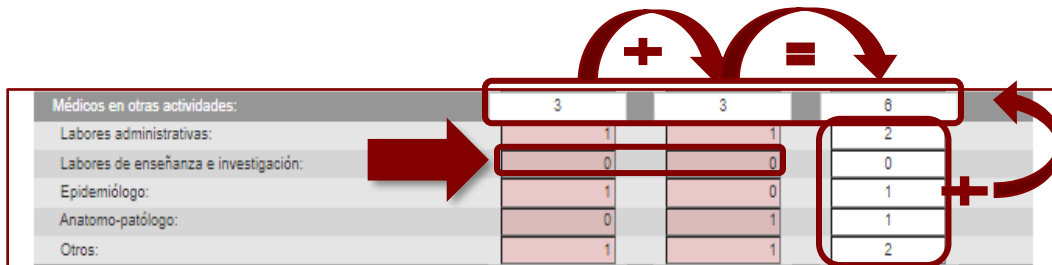 + =
Médicos en otras actividades: 3 3 6
Labores administrativas: 1 1 2
Labores de enseñanza e investigación: 0 0 0
Epidemiólogo: 1 0 1
+
Anatomo-patólogo: 0 1 1
Otros: 1 1 2